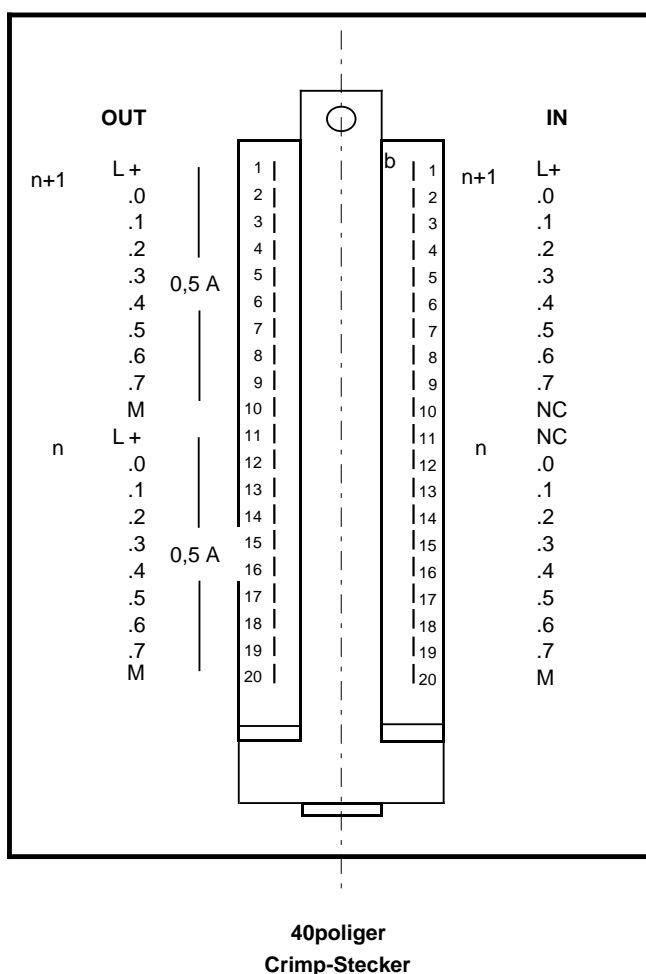 OUT IN
b
L + 1 1 L+
n+1 n+1
.0 2 2 .0
.1 3 3 .1
.2 4 4 .2
.3 0,5 A 5 5 .3
.4 6 6 .4
.5 7 7 .5
.6 8 8 .6
.7 9 9 .7
M 10 10 NC
L + 11 11 NC
n n
.0 12 12 .0
.1 13 13 .1
.2 14 14 .2
.3 0,5 A 15 15 .3
.4 16 16 .4
.5 17 17 .5
.6 18 18 .6
.7 19 19 .7
M 20 20 M
40poliger
Crimp-Stecker